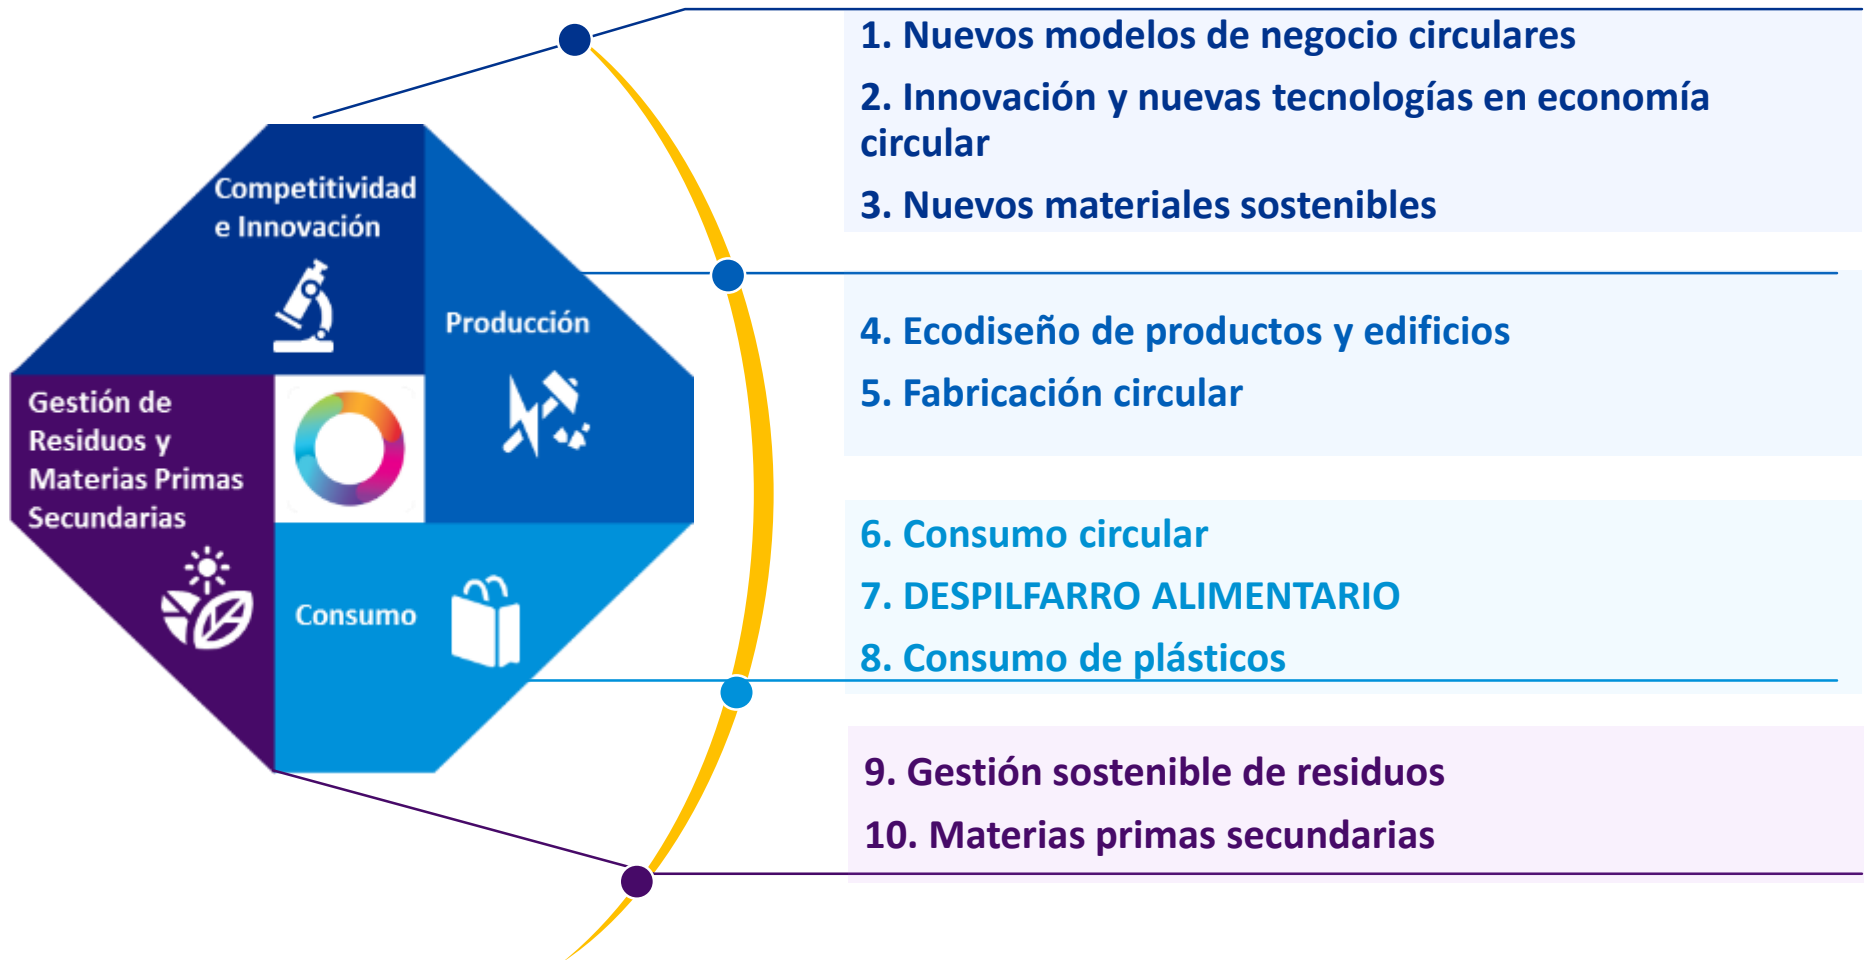 Competitividad
e Innovación
Producción
Gestión de
Residuos y
Materias Primas
Secundarias
Consumo
1. Nuevos modelos de negocio circulares
2. Innovación y nuevas tecnologías en economía
circular
3. Nuevos materiales sostenibles
4. Ecodiseño de productos y edificios
5. Fabricación circular
6. Consumo circular
7. DESPILFARRO ALIMENTARIO
8. Consumo de plásticos
9. Gestión sostenible de residuos
10. Materias primas secundarias